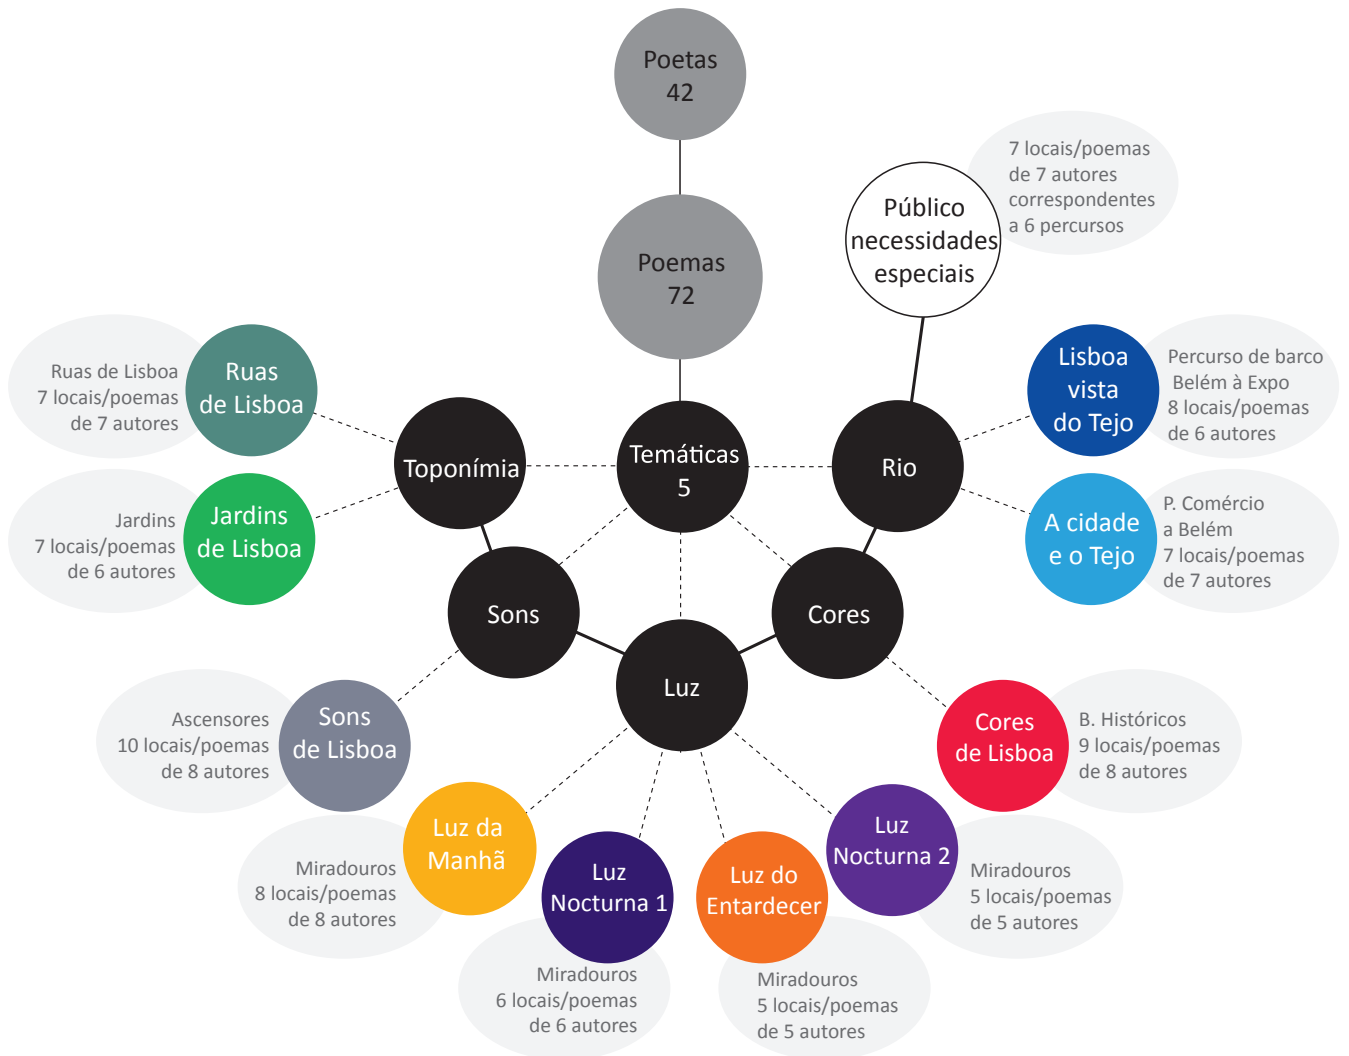 Poetas
42
Poemas
72
Público
necessidades
especiais
7 locais/poemas
de 7 autores
correspondentes
a 6 percursos
Ruas de Lisboa
7 locais/poemas
de 7 autores
Ruas
de Lisboa
Toponímia
Temáticas
5
Rio
Lisboa
vista
do Tejo
Percurso de barco
Belém à Expo
8 locais/poemas
de 6 autores
Jardins
7 locais/poemas
de 6 autores
Jardins
de Lisboa
A cidade
e o Tejo
P. Comércio
a Belém
7 locais/poemas
de 7 autores
Sons
Luz
Cores
Ascensores
10 locais/poemas
de 8 autores
Sons
de Lisboa
Cores
de Lisboa
B. Históricos
9 locais/poemas
de 8 autores
Miradouros
8 locais/poemas
de 8 autores
Luz da
Manhã
Luz
Nocturna 1
Miradouros
6 locais/poemas
de 6 autores
Luz do
Entardecer
Miradouros
5 locais/poemas
de 5 autores
Luz
Nocturna 2
Miradouros
5 locais/poemas
de 5 autores